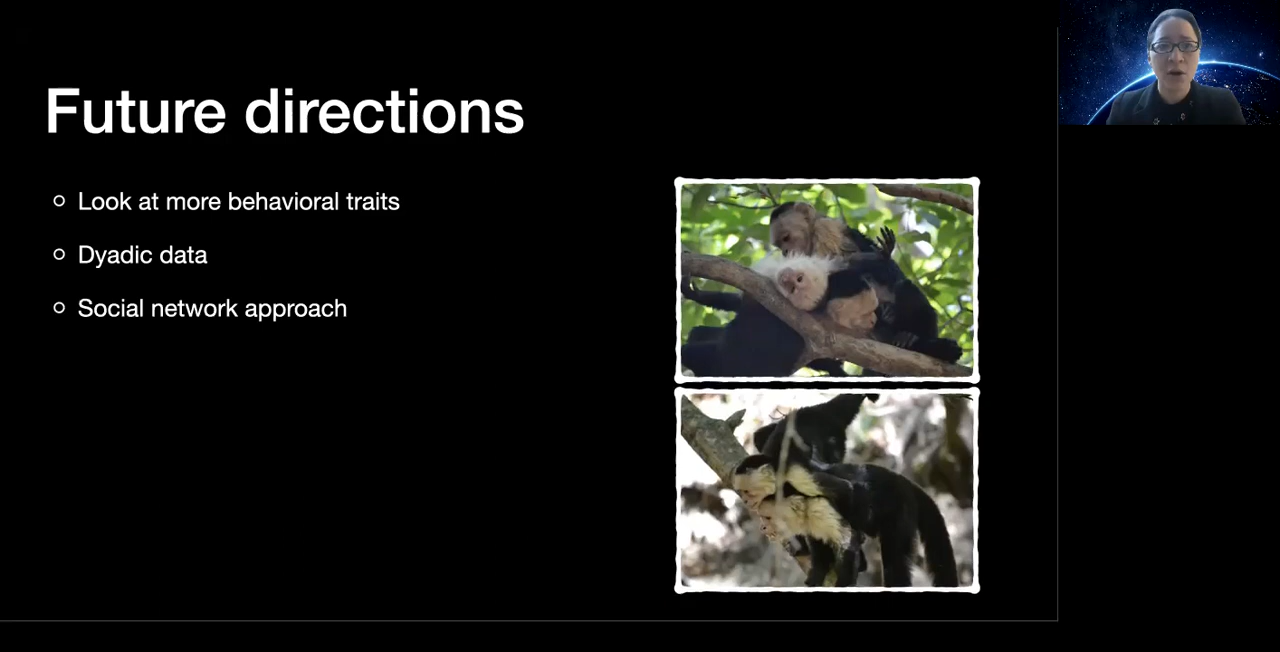 Future directions
Look at more behavioral traits
Dyadic data
Social network approach